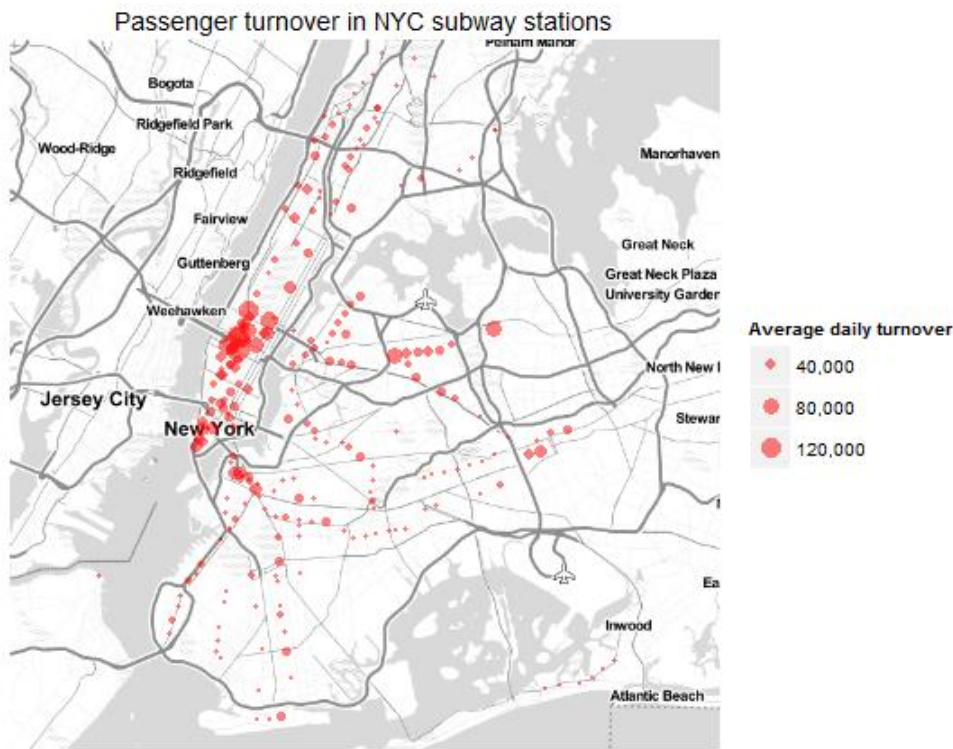 Passenger turnover in NYC subway stations
Pelham Manor
Bogota
Ridgefield Park
Wood-Ridge
Manorhaven
Ridgefield
Fairview
Great Neck
Guttenberg
Great Neck Plaza
University Garden
Weehawken
Average daily turnover
40,000
North New
Jersey City
80,000
Stewar
New York
120,000
Ea
Inwood
Atlantic Beach